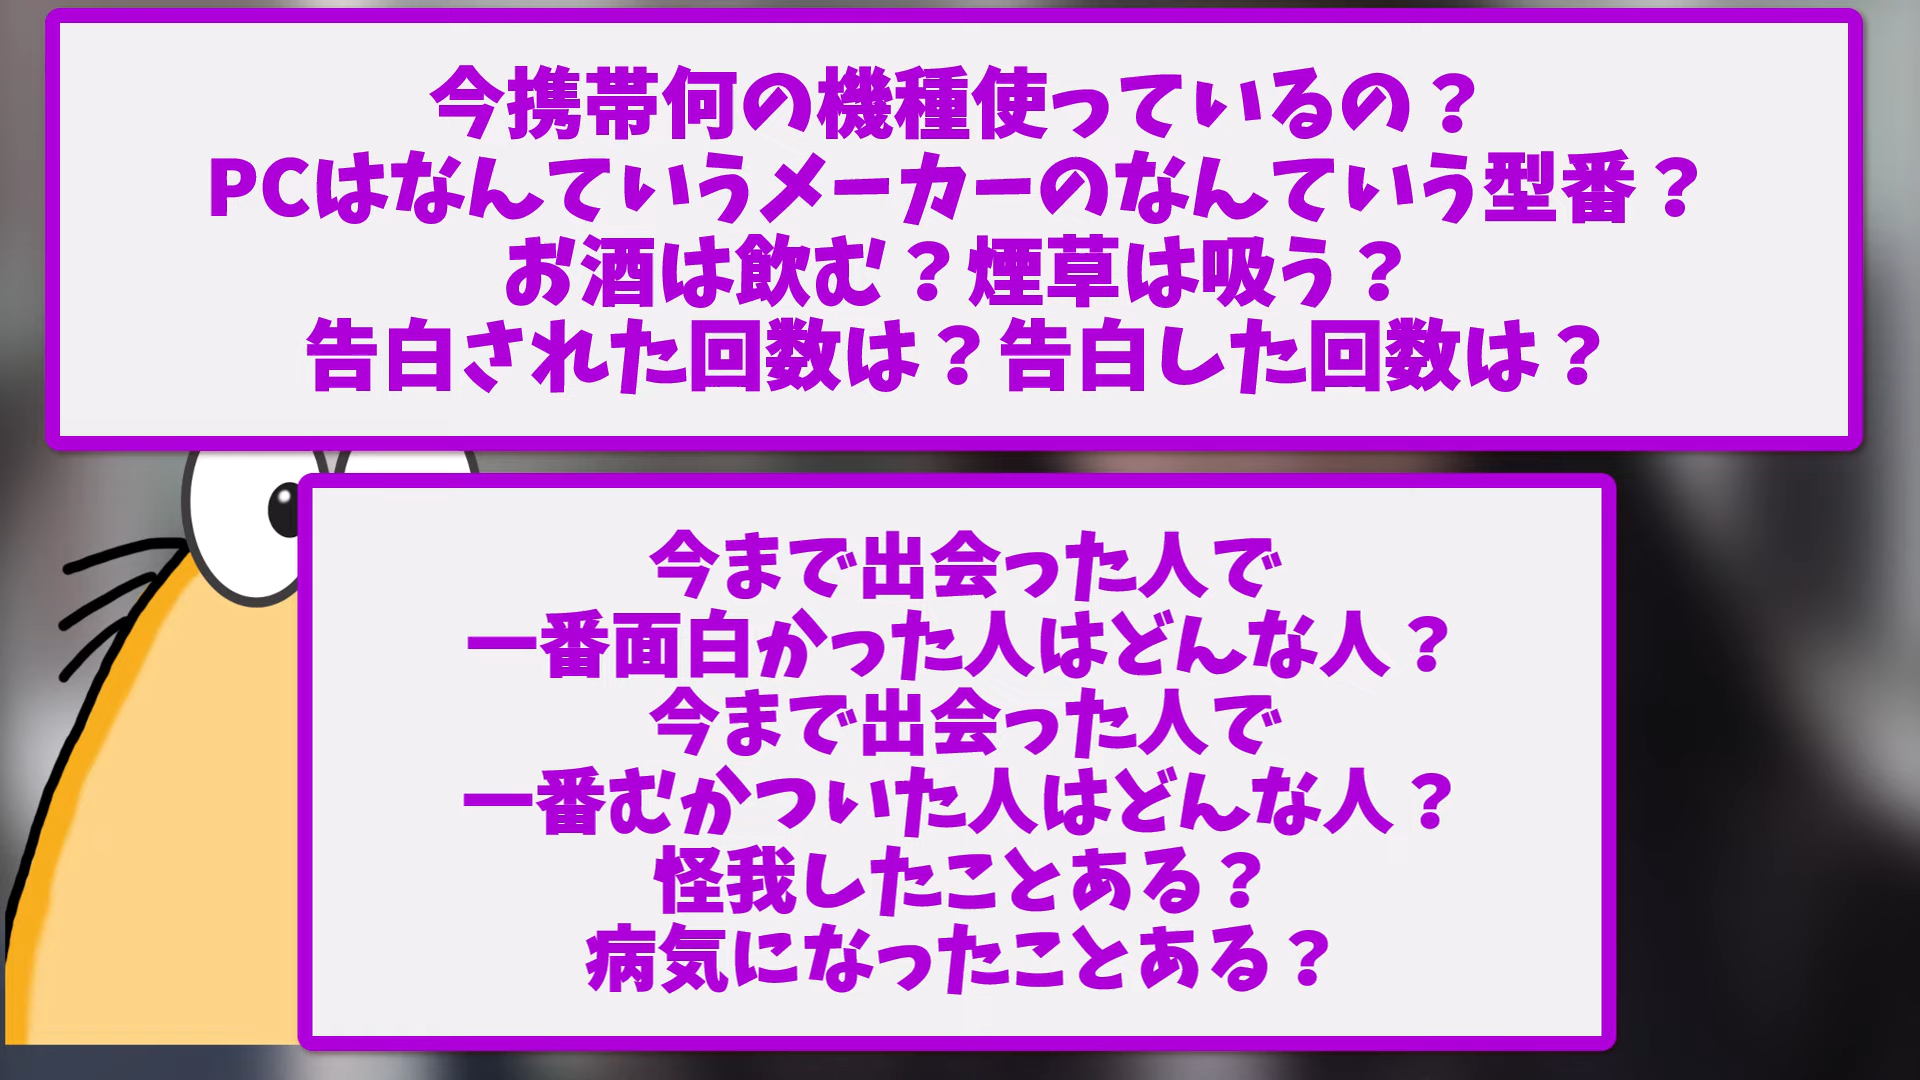 今携帯何の機種使っているの？
PCはなんていうメーカーのなんていう型番？
お酒は飲む？煙草は吸う？
告白された回数は？告白した回数は？
今まで出会った人で
一番面白かった人はどんな人？
今まで出会った人で
一番むかついた人はどんな人？
怪我したことある？
病気になったことある？